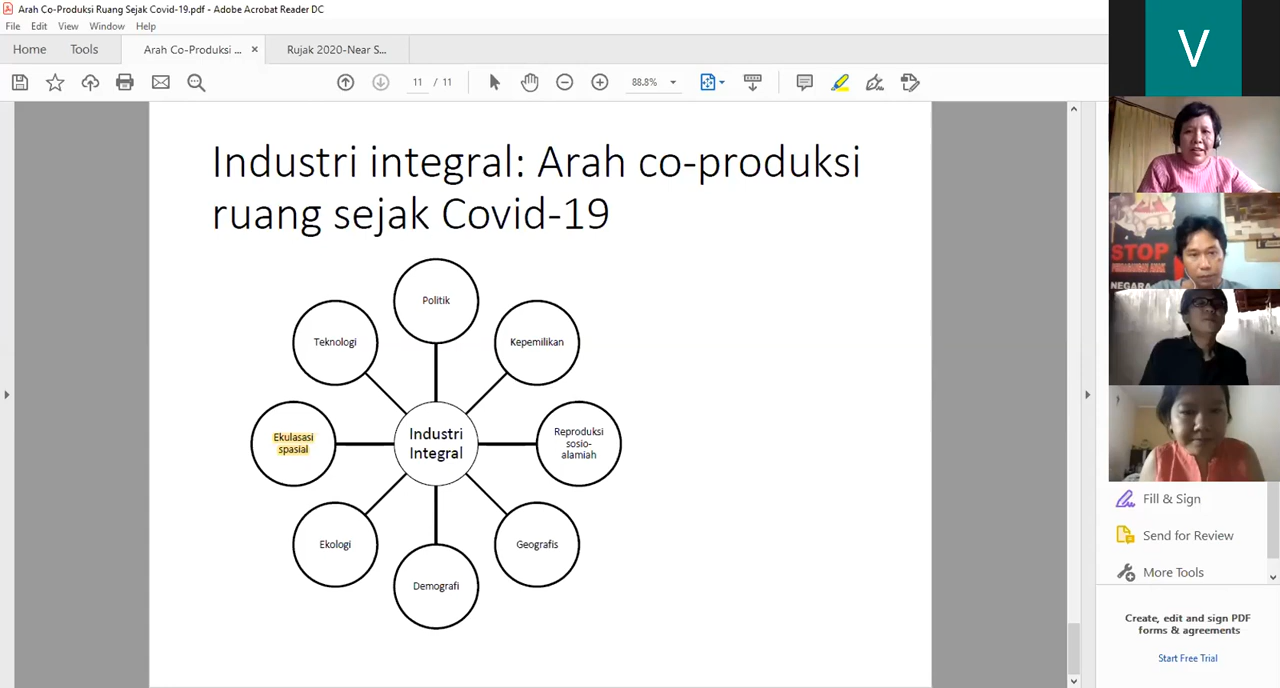 Arah Co-Produksi Ruang Sejak Covid-19.pdf - Adobe Acrobat Reader DC
File Edit View Window Help
Home Tools Arah Co-Produksi ... × Rujak 2020-Near S...
11 / 11 88.8%
V
Industri integral: Arah co-produksi
ruang sejak Covid-19
Politik
Teknologi
Kepemilikan
Ekulasasi
spasial
Industri
Integral
Reproduksi
sosio-
alamiah
Ekologi
Geografis
Demografi
STOP
NEGARA
Fill & Sign
Send for Review
More Tools
Create, edit and sign PDF
forms & agreements
Start Free Trial